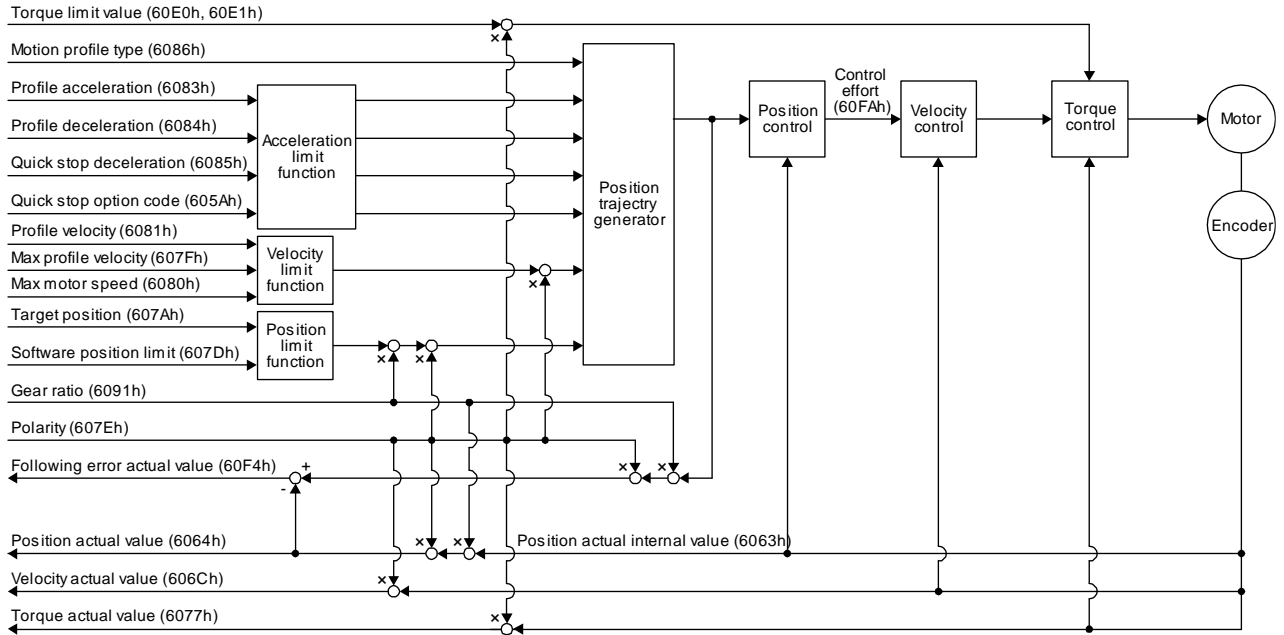 Torque limit value (60E0h, 60E1h)
×
Motion profile type (6086h)
Profile acceleration (6083h)
Profile deceleration (6084h)
Quick stop deceleration (6085h)
Quick stop option code (605Ah)
Acceleration
limit
function
Profile velocity (6081h)
Max profile velocity (607Fh)
Max motor speed (6080h)
Velocity
limit
function
×
Target position (607Ah)
Software position limit (607Dh)
Position
limit
function
×
×
Position
trajectry
generator
Position
control
Control
effort
(60FAh)
Velocity
control
Torque
control
Motor
Encoder
Gear ratio (6091h)
Polarity (607Eh)
Following error actual value (60F4h)
+
-
×
×
Position actual value (6064h)
×
×
Position actual internal value (6063h)
Velocity actual value (606Ch)
×
Torque actual value (6077h)
×